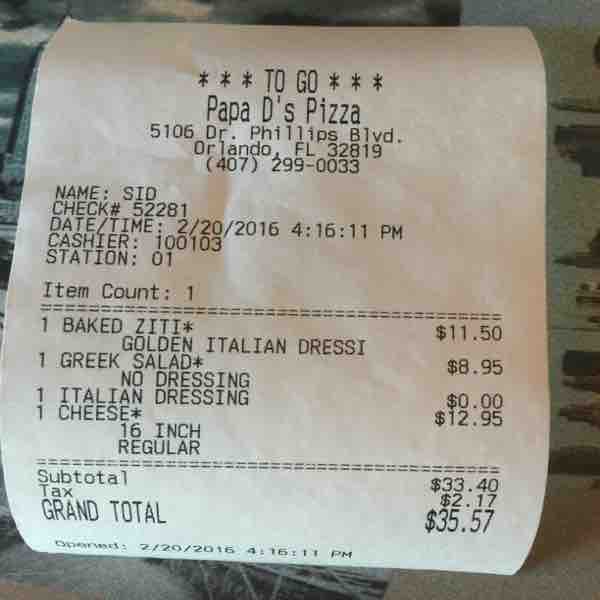 * * * TO GO * * *
Papa D's Pizza
5106 Dr. Phillips Blvd.
Orlando, FL 32819
(407) 299-0033
NAME: SID
CHECK# 52281
DATE/TIME: 2/20/2016 4:16:11 PM
CASHIER: 100103
STATION: 01
Item Count: 1
1 BAKED ZITI* $11.50
GOLDEN ITALIAN DRESSI
1 GREEK SALAD* $8.95
NO DRESSING
1 ITALIAN DRESSING $0.00
1 CHEESE* $12.95
16 INCH
REGULAR
Subtotal $33.40
Tax $2.17
GRAND TOTAL $35.57
Opened: 2/20/2016 4:16:11 PM